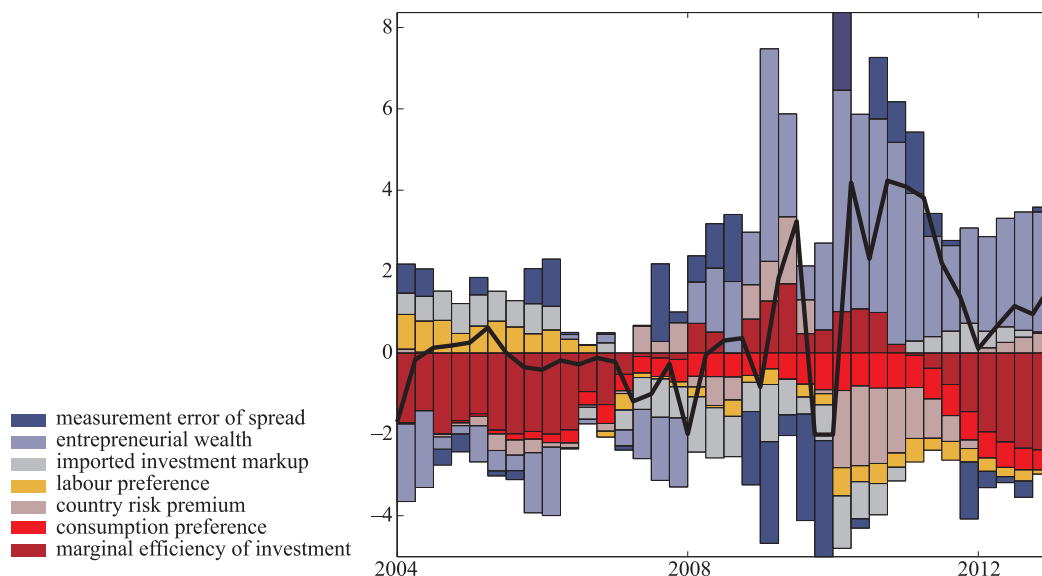 8
6
4
2
0
−2
−4
2004
2008
2012
measurement error of spread
entrepreneurial wealth
imported investment markup
labour preference
country risk premium
consumption preference
marginal efficiency of investment